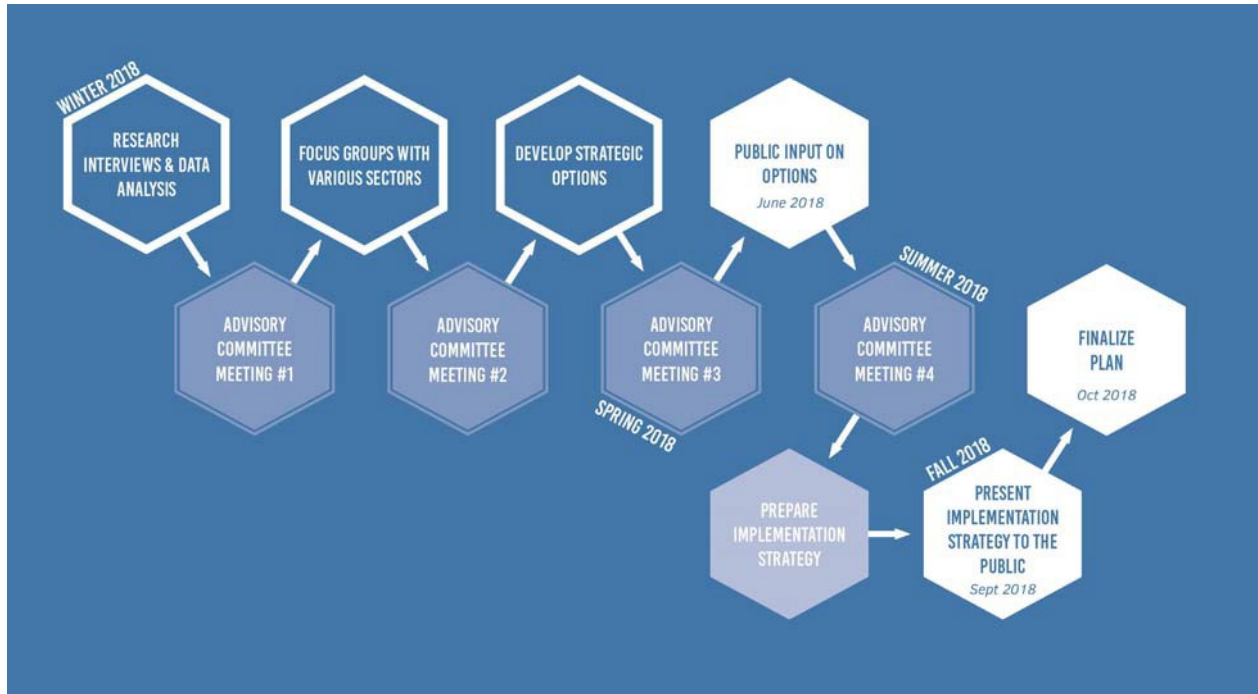 WINTER 2018
RESEARCH
INTERVIEWS & DATA
ANALYSIS
ADVISORY
COMMITTEE
MEETING #1
FOCUS GROUPS WITH
VARIOUS SECTORS
ADVISORY
COMMITTEE
MEETING #2
DEVELOP STRATEGIC
OPTIONS
ADVISORY
COMMITTEE
MEETING #3
SPRING 2018
PUBLIC INPUT ON
OPTIONS
June 2018
SUMMER 2018
ADVISORY
COMMITTEE
MEETING #4
PREPARE
IMPLEMENTATION
STRATEGY
FALL 2018
PRESENT
IMPLEMENTATION
STRATEGY TO THE
PUBLIC
Sept 2018
FINALIZE
PLAN
Oct 2018